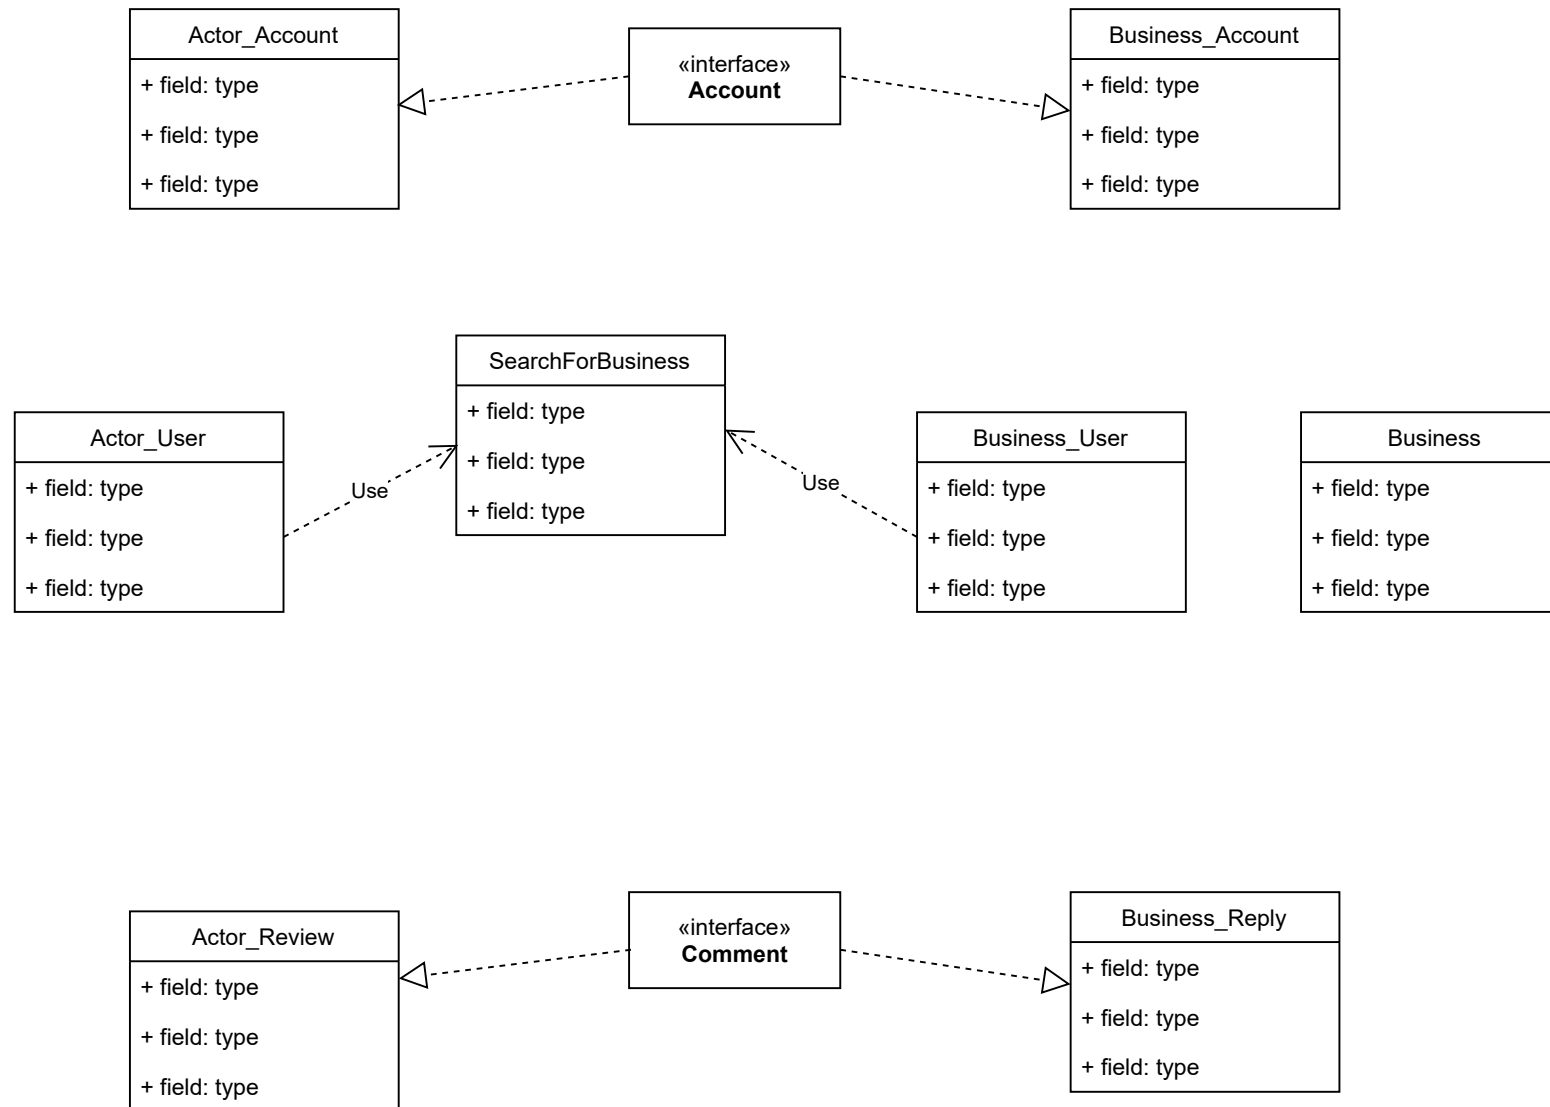 Actor_Account
+ field: type
+ field: type
+ field: type
«interface»
Account
Business_Account
+ field: type
+ field: type
+ field: type
SearchForBusiness
+ field: type
+ field: type
+ field: type
Actor_User
+ field: type
+ field: type
+ field: type
Use
Use
Business_User
+ field: type
+ field: type
+ field: type
Business
+ field: type
+ field: type
+ field: type
Actor_Review
+ field: type
+ field: type
+ field: type
«interface»
Comment
Business_Reply
+ field: type
+ field: type
+ field: type